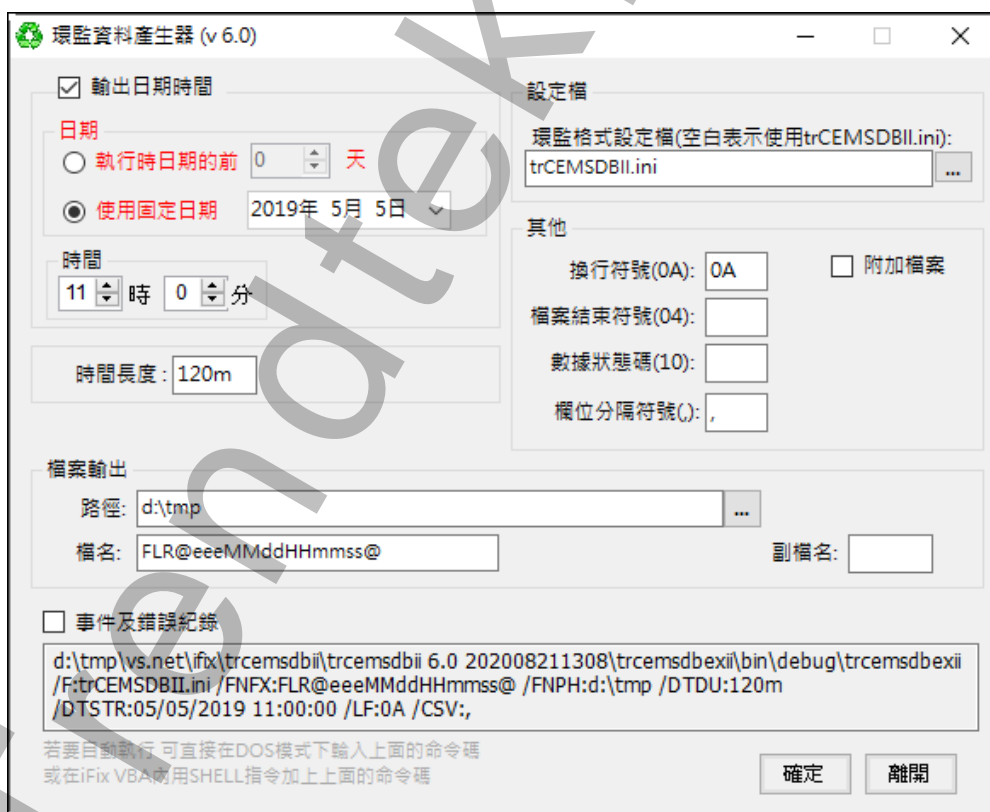 環監資料產生器 (v 6.0)
輸出日期時間
日期
執行時日期的前 0 天
使用固定日期 2019年 5月 5日
時間
11 時 0 分
時間長度 : 120m
設定檔
環監格式設定檔(空白表示使用trCEMSDBII.ini):
trCEMSDBII.ini
...
其他
換行符號(0A): 0A
附加檔案
檔案結束符號(04):
數據狀態碼(10):
欄位分隔符號(,): ,
檔案輸出
路徑: d:\tmp ...
檔名: FLR@eeeMMddHHmmss@ 副檔名:
事件及錯誤紀錄
d:\tmp\vs.net\ifix\trcemsdbii\trcemsdbii 6.0 202008211308\trcemsdbexii\bin\debug\trcemsdbexii
/F:trCEMSDBII.ini /FNFX:FLR@eeeMMddHHmmss@ /FNPH:d:\tmp /DTDU:120m
/DTSTR:05/05/2019 11:00:00 /LF:0A /CSV:,
若要自動執行 可直接在DOS模式下輸入上面的命令碼
或在iFix VBA內用SHELL指令加上上面的命令碼
確定 離開
Trendtek